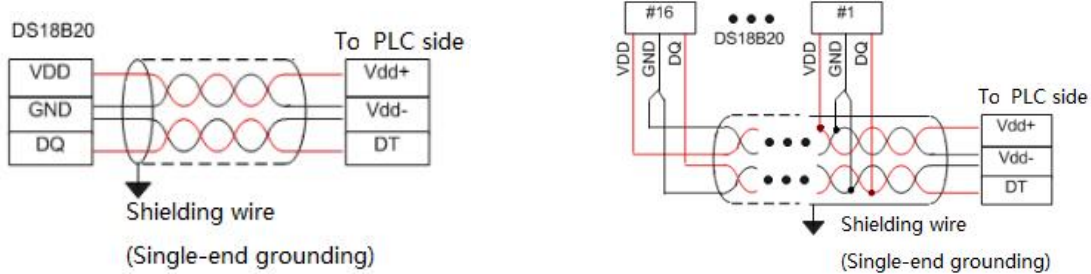 DS18B20
To PLC side
VDD
Vdd+
GND
Vdd-
DQ
DT
Shielding wire
(Single-end grounding)
#16
#1
DS18B20
VDD
GND
DQ
VDD
GND
DQ
To PLC side
Vdd+
Vdd-
DT
Shielding wire
(Single-end grounding)